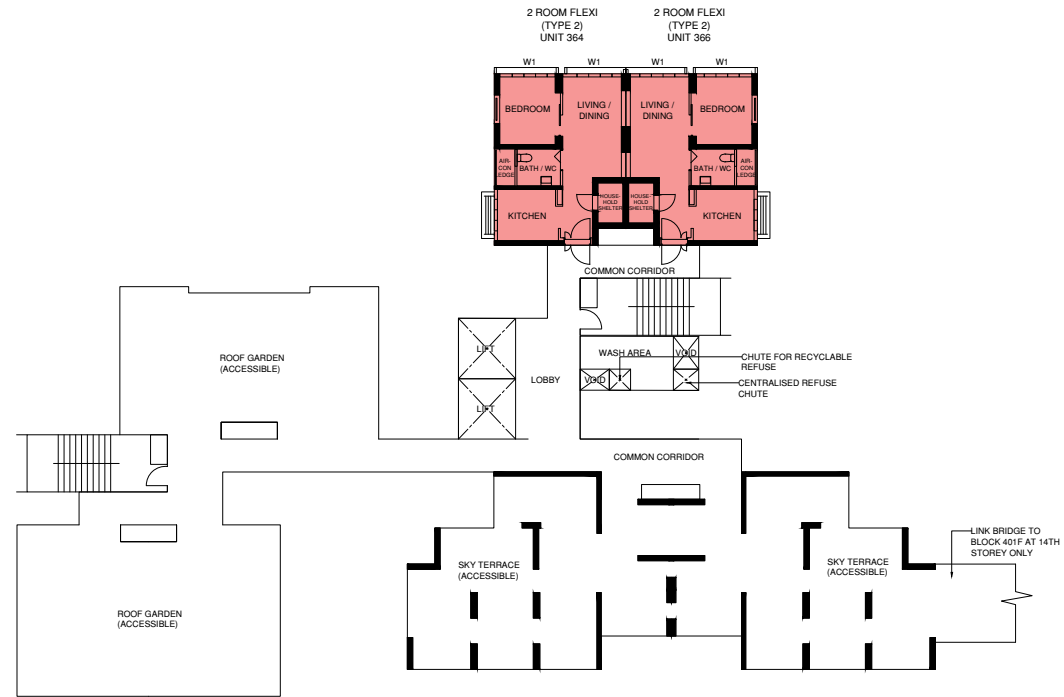 2 ROOM FLEXI
(TYPE 2)
UNIT 364
2 ROOM FLEXI
(TYPE 2)
UNIT 366
W1
W1
W1
W1
BEDROOM
LIVING /
DINING
LIVING /
DINING
BEDROOM
AIR-
CON
LEDGE
BATH / WC
BATH / WC
AIR-
CON
LEDGE
HOUSE-
HOLD
SHELTER
HOUSE-
HOLD
SHELTER
KITCHEN
KITCHEN
COMMON CORRIDOR
LIFT
LIFT
LOBBY
WASH AREA
VOID
VOID
CHUTE FOR RECYCLABLE
REFUSE
CENTRALISED REFUSE
CHUTE
ROOF GARDEN
(ACCESSIBLE)
COMMON CORRIDOR
SKY TERRACE
(ACCESSIBLE)
SKY TERRACE
(ACCESSIBLE)
LINK BRIDGE TO
BLOCK 401F AT 14TH
STOREY ONLY
ROOF GARDEN
(ACCESSIBLE)